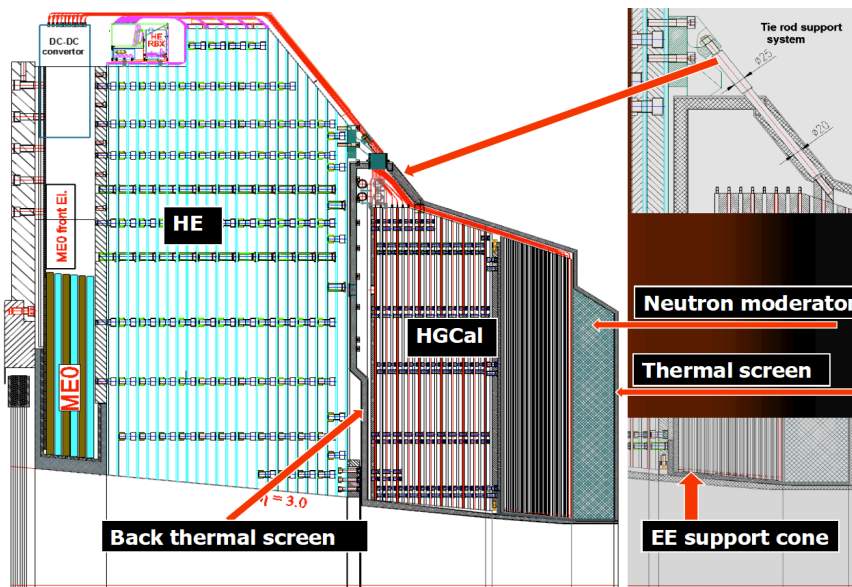 DC-DC
convertor
HE
RBX
Tie rod support
system
ø25
ø20
ME0 front El.
HE
HGCal
ME0
Neutron moderator
Thermal screen
η = 3.0
Back thermal screen
EE support cone